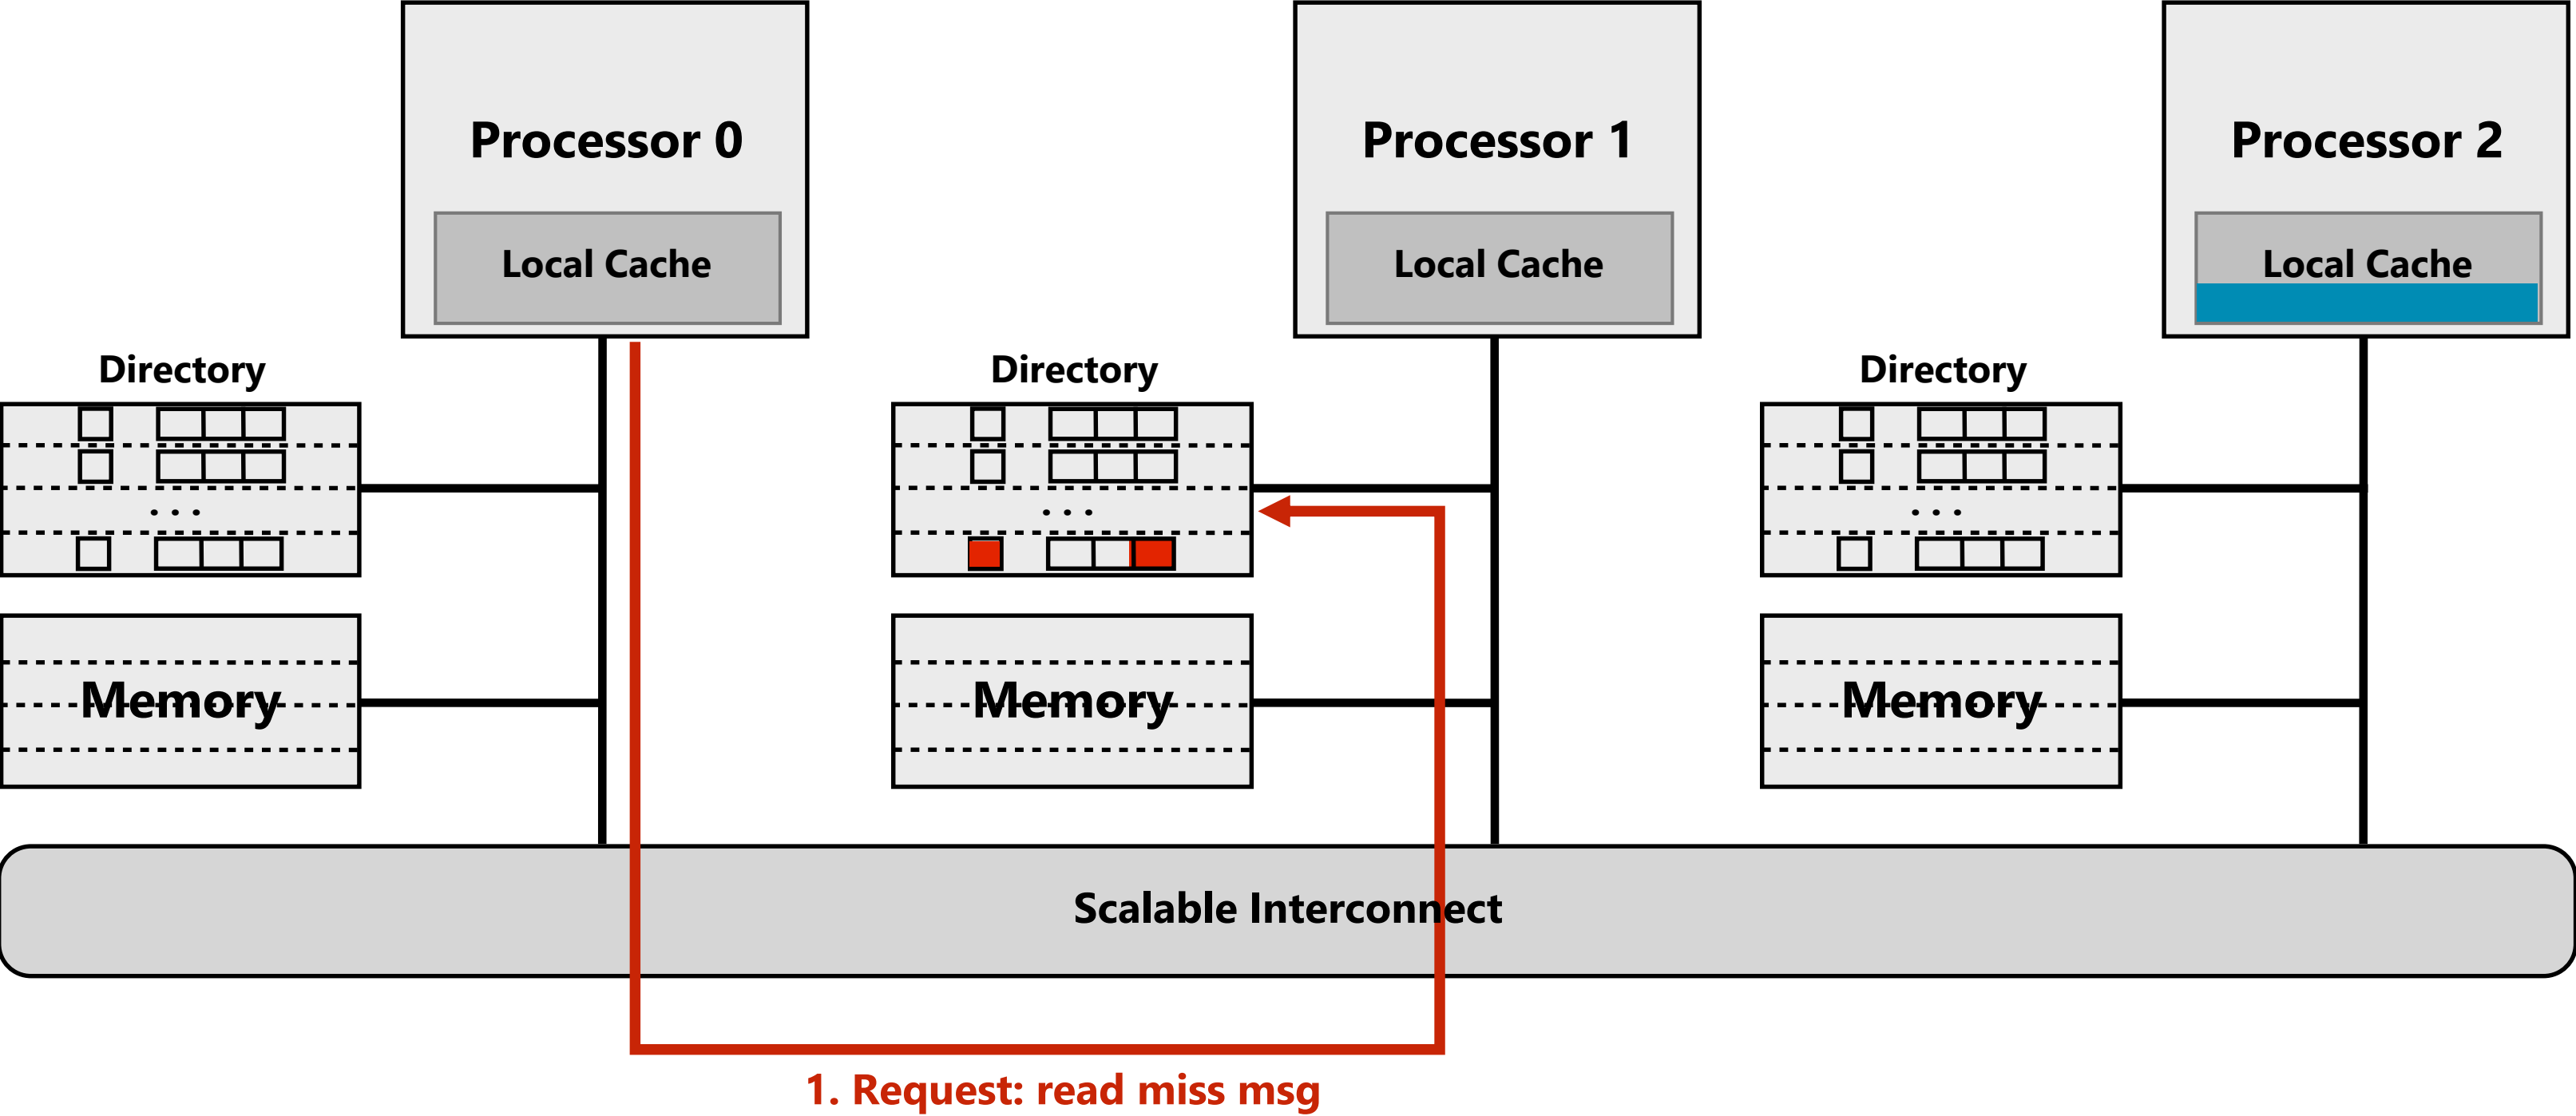 Processor 0
Processor 1
Processor 2
Local Cache
Local Cache
Local Cache
Directory
Directory
Directory
...
...
...
Memory
Memory
Memory
Scalable Interconnect
1. Request: read miss msg